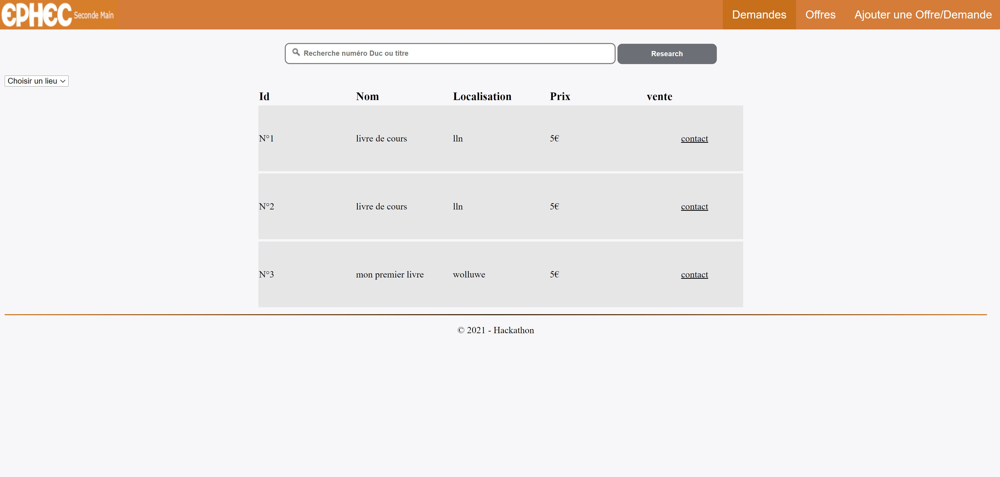 EPHEC Seconde Main Demandes Offres Ajouter une Offre/Demande
Recherche numéro Duc ou titre Research
Choisir un lieu
Id Nom Localisation Prix vente
N°1 livre de cours lln 5€ contact
N°2 livre de cours lln 5€ contact
N°3 mon premier livre wolluwe 5€ contact
© 2021 - Hackathon